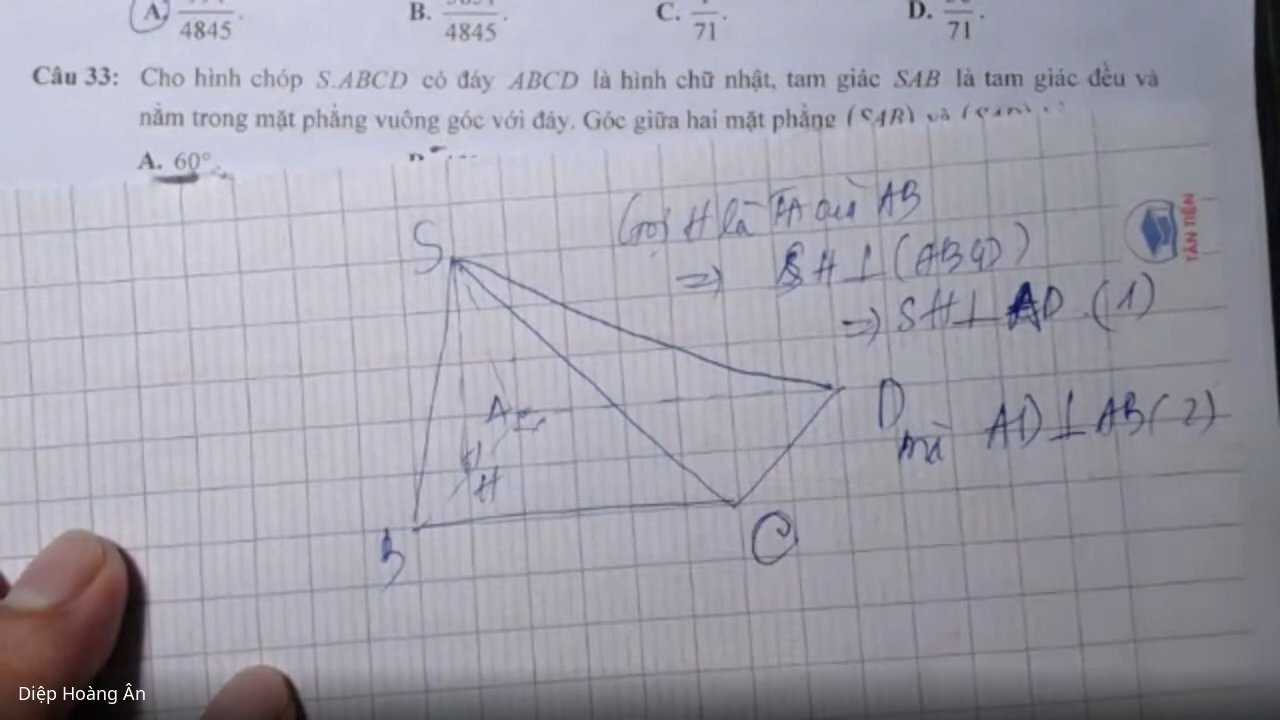 A. 4845. B. 4845. C. 71. D. 71.
Câu 33: Cho hình chóp S.ABCD có đáy ABCD là hình chữ nhật, tam giác SAB là tam giác đều và
nằm trong mặt phẳng vuông góc với đáy. Góc giữa hai mặt phẳng (SAB) và
A. 60°.
S
Gọi H là AB
⇒ SH ⊥ (ABCD)
⇒ SH ⊥ AD (1)
TÂN TIẾN
A
D
mà AD ⊥ AB (2)
H
B
C
Diệp Hoàng Ân